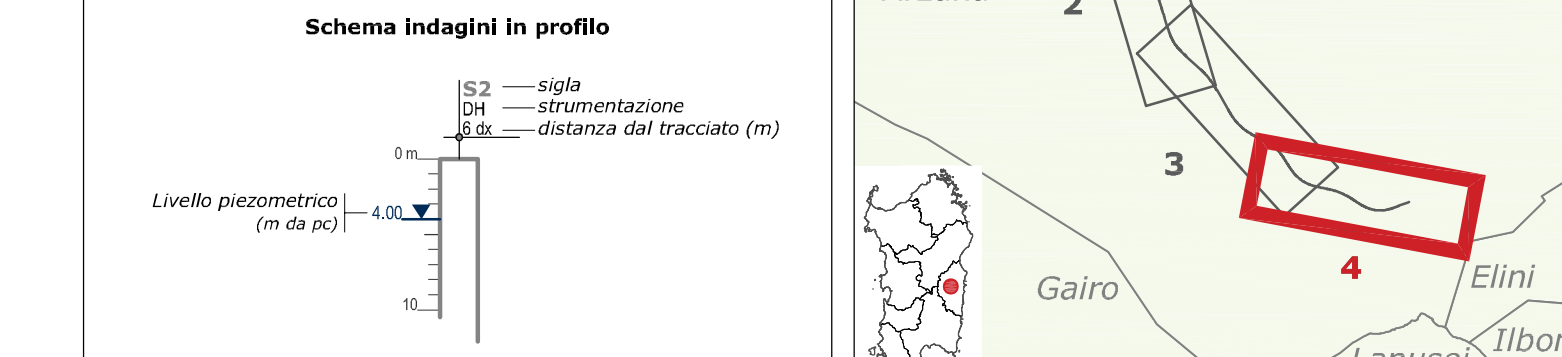 Schema indagini in profilo
S2
sigla
DH
strumentazione
6 dx
distanza dal tracciato (m)
0 m
Livello piezometrico
(m da pc)
4.00
10
2
3
4
Gairo
Elini